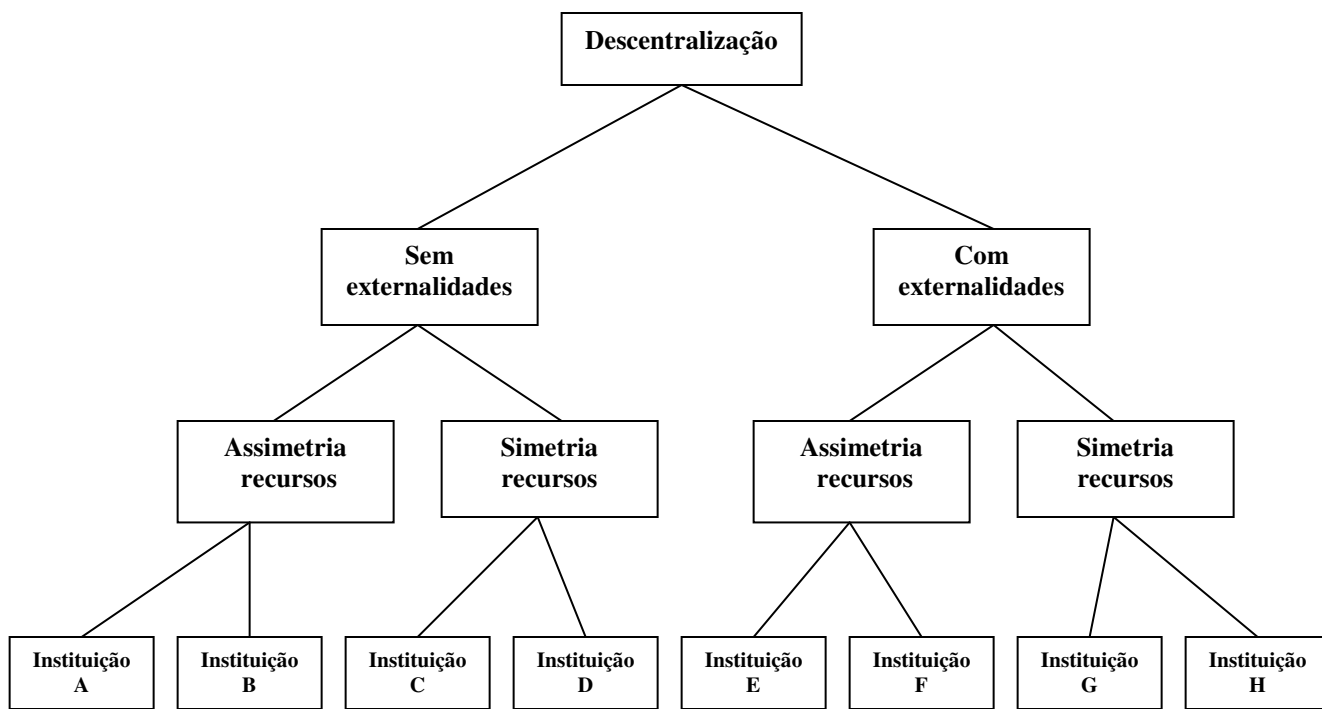 Descentralização
Sem
externalidades
Com
externalidades
Assimetria
recursos
Simetria
recursos
Assimetria
recursos
Simetria
recursos
Instituição
A
Instituição
B
Instituição
C
Instituição
D
Instituição
E
Instituição
F
Instituição
G
Instituição
H